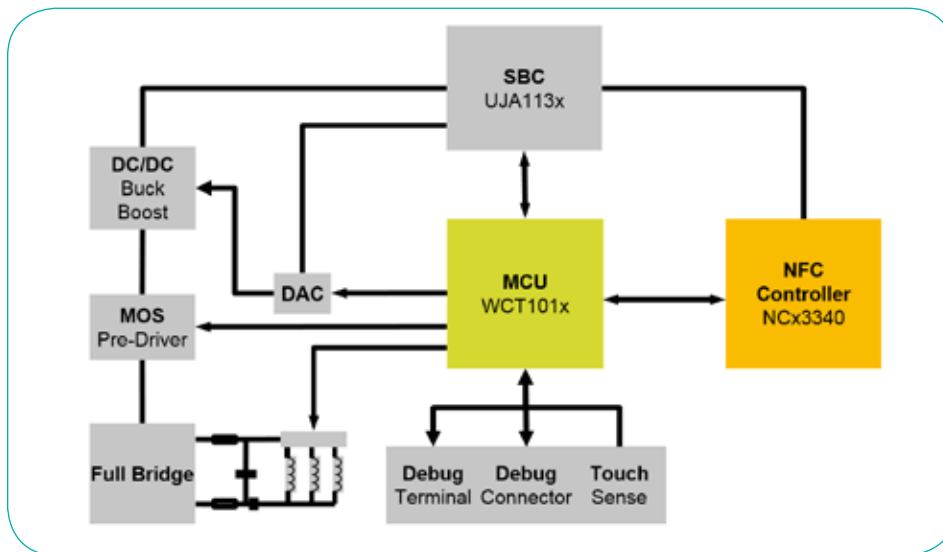 SBC
UJA113x
DC/DC
Buck
Boost
DAC
MCU
WCT101x
NFC
Controller
NCx3340
MOS
Pre-Driver
Full Bridge
Debug
Terminal
Debug
Connector
Touch
Sense